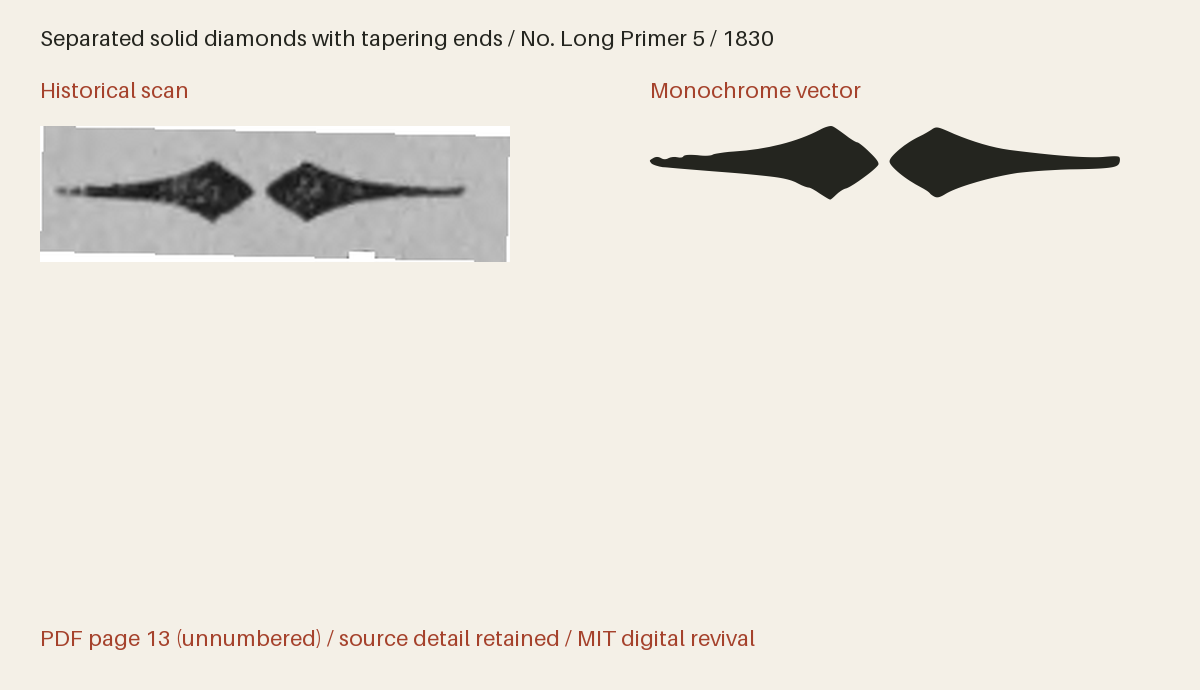 Separated solid diamonds with tapering ends / No. Long Primer 5 / 1830
Historical scan
Monochrome vector
PDF page 13 (unnumbered) / source detail retained / MIT digital revival